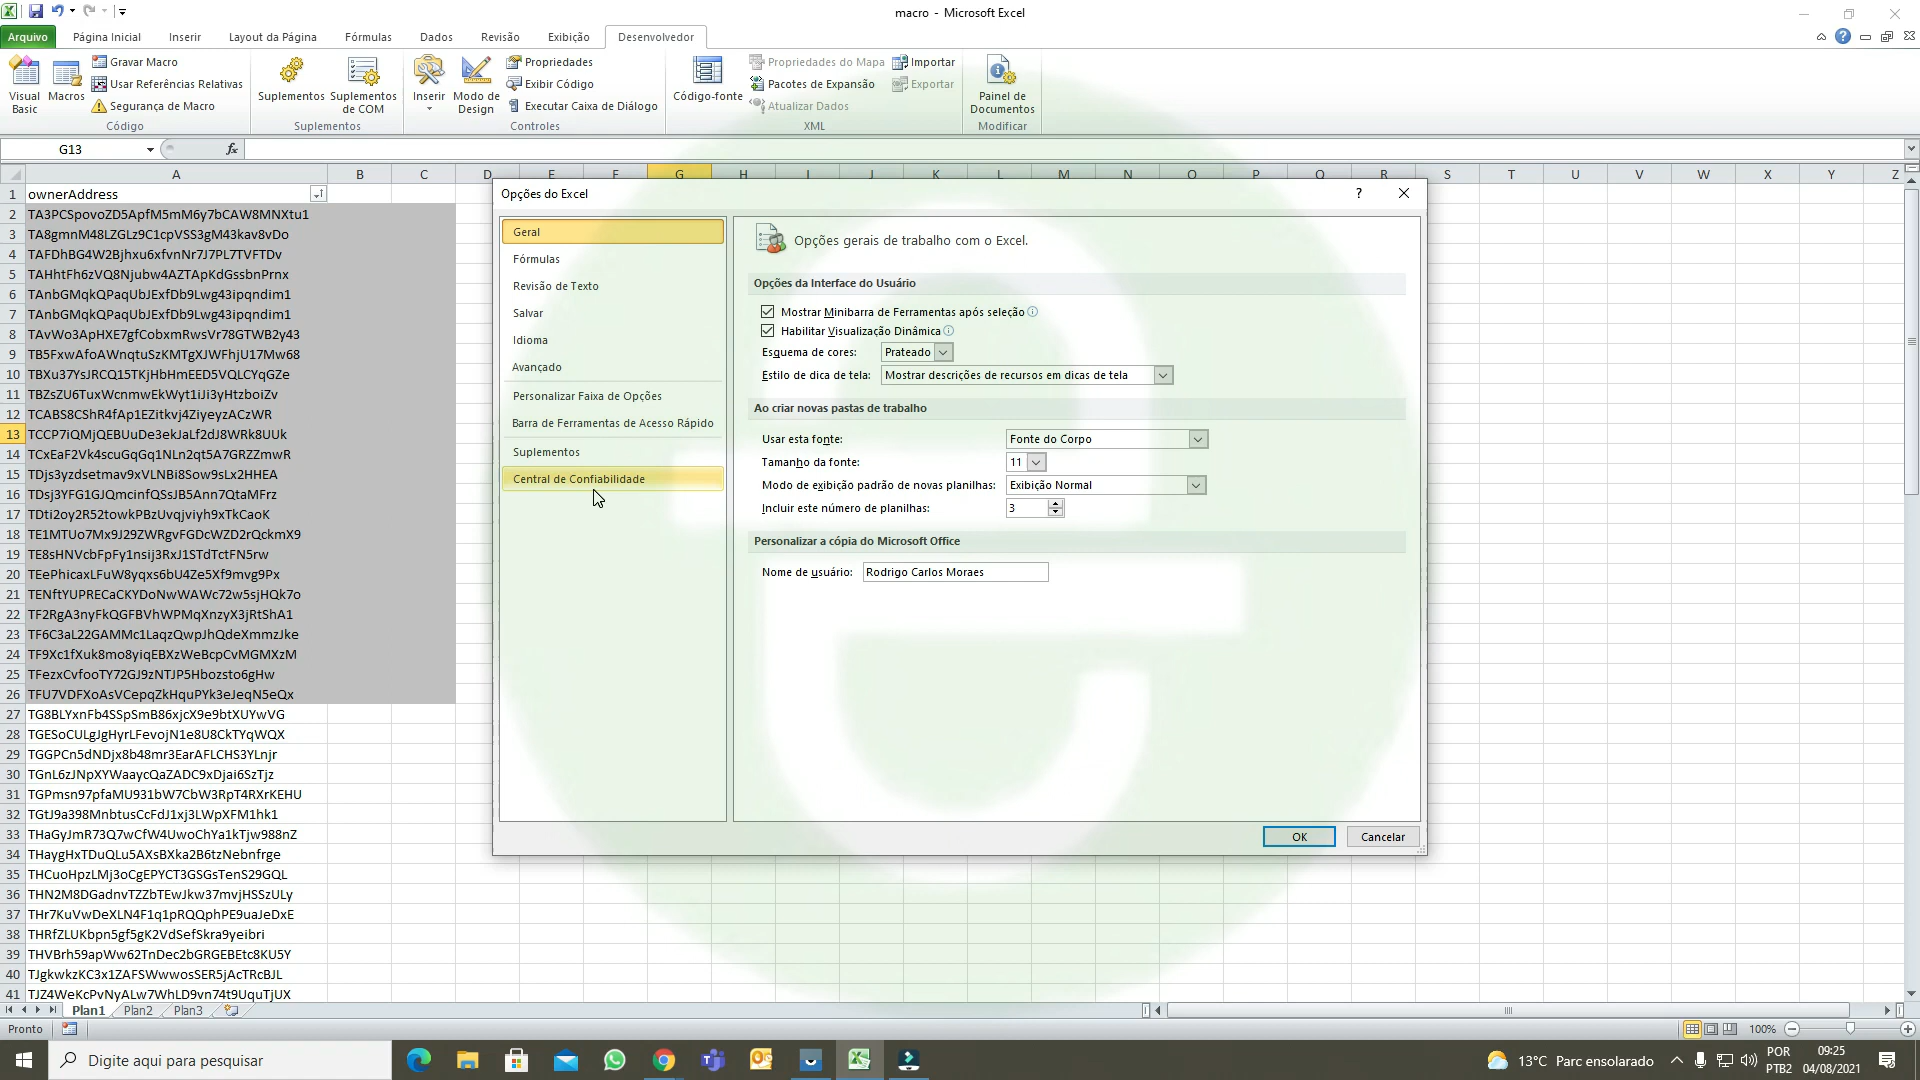 macro - Microsoft Excel
Arquivo Página Inicial Inserir Layout da Página Fórmulas Dados Revisão Exibição Desenvolvedor
Visual Basic
Macros
Gravar Macro
Usar Referências Relativas
Segurança de Macro
Código
Suplementos
Suplementos de COM
Suplementos
Inserir
Modo de Design
Propriedades
Exibir Código
Executar Caixa de Diálogo
Controles
Código-fonte
Propriedades do Mapa
Pacotes de Expansão
Atualizar Dados
Importar
Exportar
XML
Painel de Documentos
Modificar
G13 fx
A B C D E F G H I J K L M N O P Q R S T U V W X Y Z
1 ownerAddress
2 TA3PCSpovoZD5ApfM5mM6y7bCAW8MNXtu1
3 TA8gmnM48LZGLz9C1cpVSS3gM43kav8vDo
4 TAFDhBG4W2Bjhxu6xfvnNr7J7PL7TVFTDv
5 TAHhtFh6zVQ8Njubw4AZTApKdGssbnPrnx
6 TAnbGMqkQPaqUbJExfDb9Lwg43ipqndim1
7 TAnbGMqkQPaqUbJExfDb9Lwg43ipqndim1
8 TAvWo3ApHXE7gfCobxmRwsVr78GTWB2y43
9 TB5FxwAfoAWnqtuSzKMTgXJWFhjU17Mw68
10 TBXu37YsJRCQ15TKjHbHmEED5VQLCYqGZe
11 TBZsZU6TuxWcnmwEkWyt1iJi3yHtzboiZv
12 TCABS8CShR4fAp1EZitkvj4ZiyeyzACzWR
13 TCCP7iQMjQEBUuDe3ekJaLf2dJ8WRk8UUk
14 TCxEaF2Vk4scuGqGq1NLn2qt5A7GRZZmwR
15 TDjs3yzdsetmav9xVLNBi8Sow9sLx2HHEA
16 TDsj3YFG1GJQmcinfQSsJB5Ann7QtaMFrz
17 TDti2oy2R52towkPBzUvqjviyh9xTkCaoK
18 TE1MTUo7Mx9J29ZWRgvFGDcWZD2rQckmX9
19 TE8sHNVcbFpFy1nsij3RxJ1STdTctFN5rw
20 TEePhicaxLFuW8yqxs6bU4Ze5Xf9mvg9Px
21 TENftYUPRECaCKYDoNwWAWc72w5sjHQk7o
22 TF2RgA3nyFkQGFBVhWPMqXnzyX3jRtShA1
23 TF6C3aL22GAMMc1LaqzQwpJhQdeXmmzJke
24 TF9Xc1fXuk8mo8yiqEBXzWeBcpCvMGMXzM
25 TFezxCvfooTY72GJ9zNTJP5Hbozsto6gHw
26 TFU7VDFXoAsVCepqZkHquPYk3eJeqN5eQx
27 TG8BLYxnFb4SSpSmB86xjcX9e9btXUYwVG
28 TGESoCULgJgHyrLFevojN1e8U8CkTYqWQX
29 TGGPCn5dNDjx8b48mr3EarAFLCHS3YLnjr
30 TGnL6zJNpXYWaaycQaZADC9xDjai6SzTjz
31 TGPmsn97pfaMU931bW7CbW3RpT4RXrKEHU
32 TGtJ9a398MnbtusCcFdJ1xj3LWpXFM1hk1
33 THaGyJmR73Q7wCfW4UwoChYa1kTjw988nZ
34 THaygHxTDuQLu5AXsBXka2B6tzNebnfrge
35 THCuoHpzLMj3oCgEPYCT3GSGsTenS29GQL
36 THN2M8DGadnvTZZbTEwJkw37mvjHSSzULy
37 THr7KuVwDeXLN4F1q1pRQQphPE9uaJeDxE
38 THRfZLUKbpn5gf5gK2VdSefSkra9yeibri
39 THVBrh59apWw62TnDec2bGRGEBEtc8KU5Y
40 TJgkwkzKC3x1ZAFSWwwosSER5jAcTRcBJL
41 TJZ4WeKcPvNyALw7WhLD9vn74t9UquTjUX
Opções do Excel
Geral
Fórmulas
Revisão de Texto
Salvar
Idioma
Avançado
Personalizar Faixa de Opções
Barra de Ferramentas de Acesso Rápido
Suplementos
Central de Confiabilidade
Opções gerais de trabalho com o Excel.
Opções da Interface do Usuário
Mostrar Minibarra de Ferramentas após seleção
Habilitar Visualização Dinâmica
Esquema de cores: Prateado
Estilo de dica de tela: Mostrar descrições de recursos em dicas de tela
Ao criar novas pastas de trabalho
Usar esta fonte: Fonte do Corpo
Tamanho da fonte: 11
Modo de exibição padrão de novas planilhas: Exibição Normal
Incluir este número de planilhas: 3
Personalizar a cópia do Microsoft Office
Nome de usuário: Rodrigo Carlos Moraes
OK Cancelar
Plan1 Plan2 Plan3
Pronto 100%
Digite aqui para pesquisar
13°C Parc ensolarado
POR
PTB2
09:25
04/08/2021